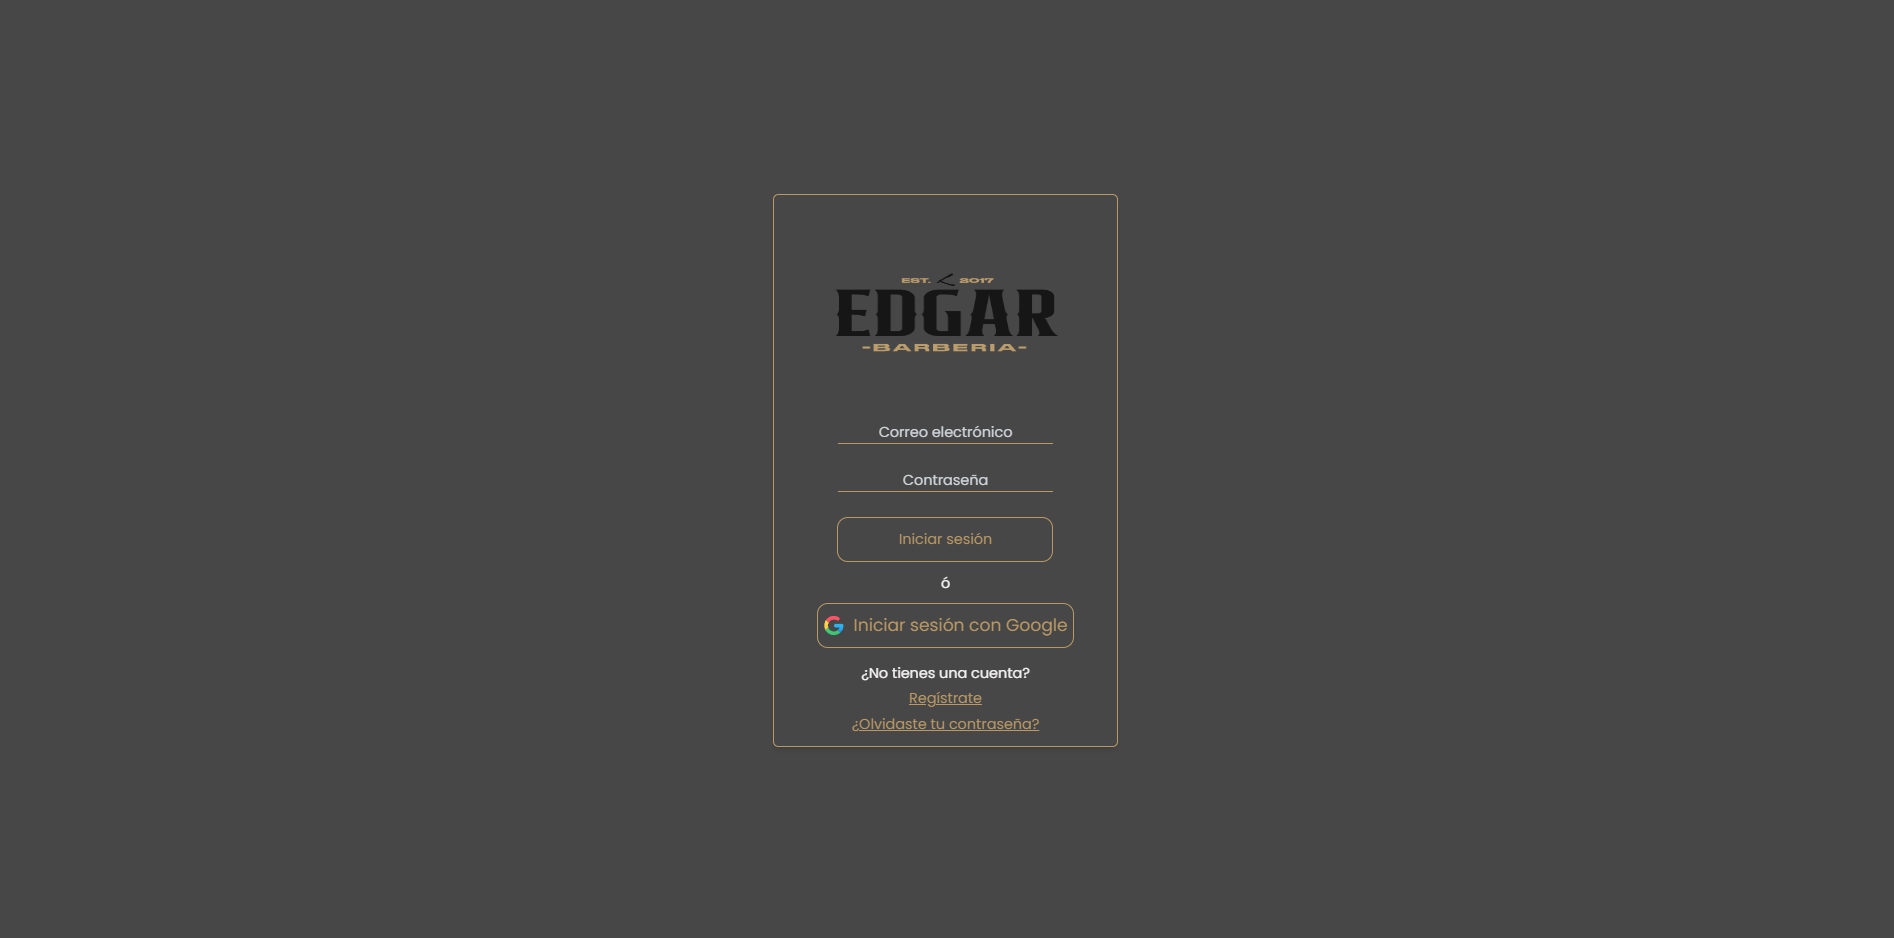 EST. 2017
EDGAR
-BARBERIA-
Correo electrónico
Contraseña
Iniciar sesión
ó
Iniciar sesión con Google
¿No tienes una cuenta?
Regístrate
¿Olvidaste tu contraseña?